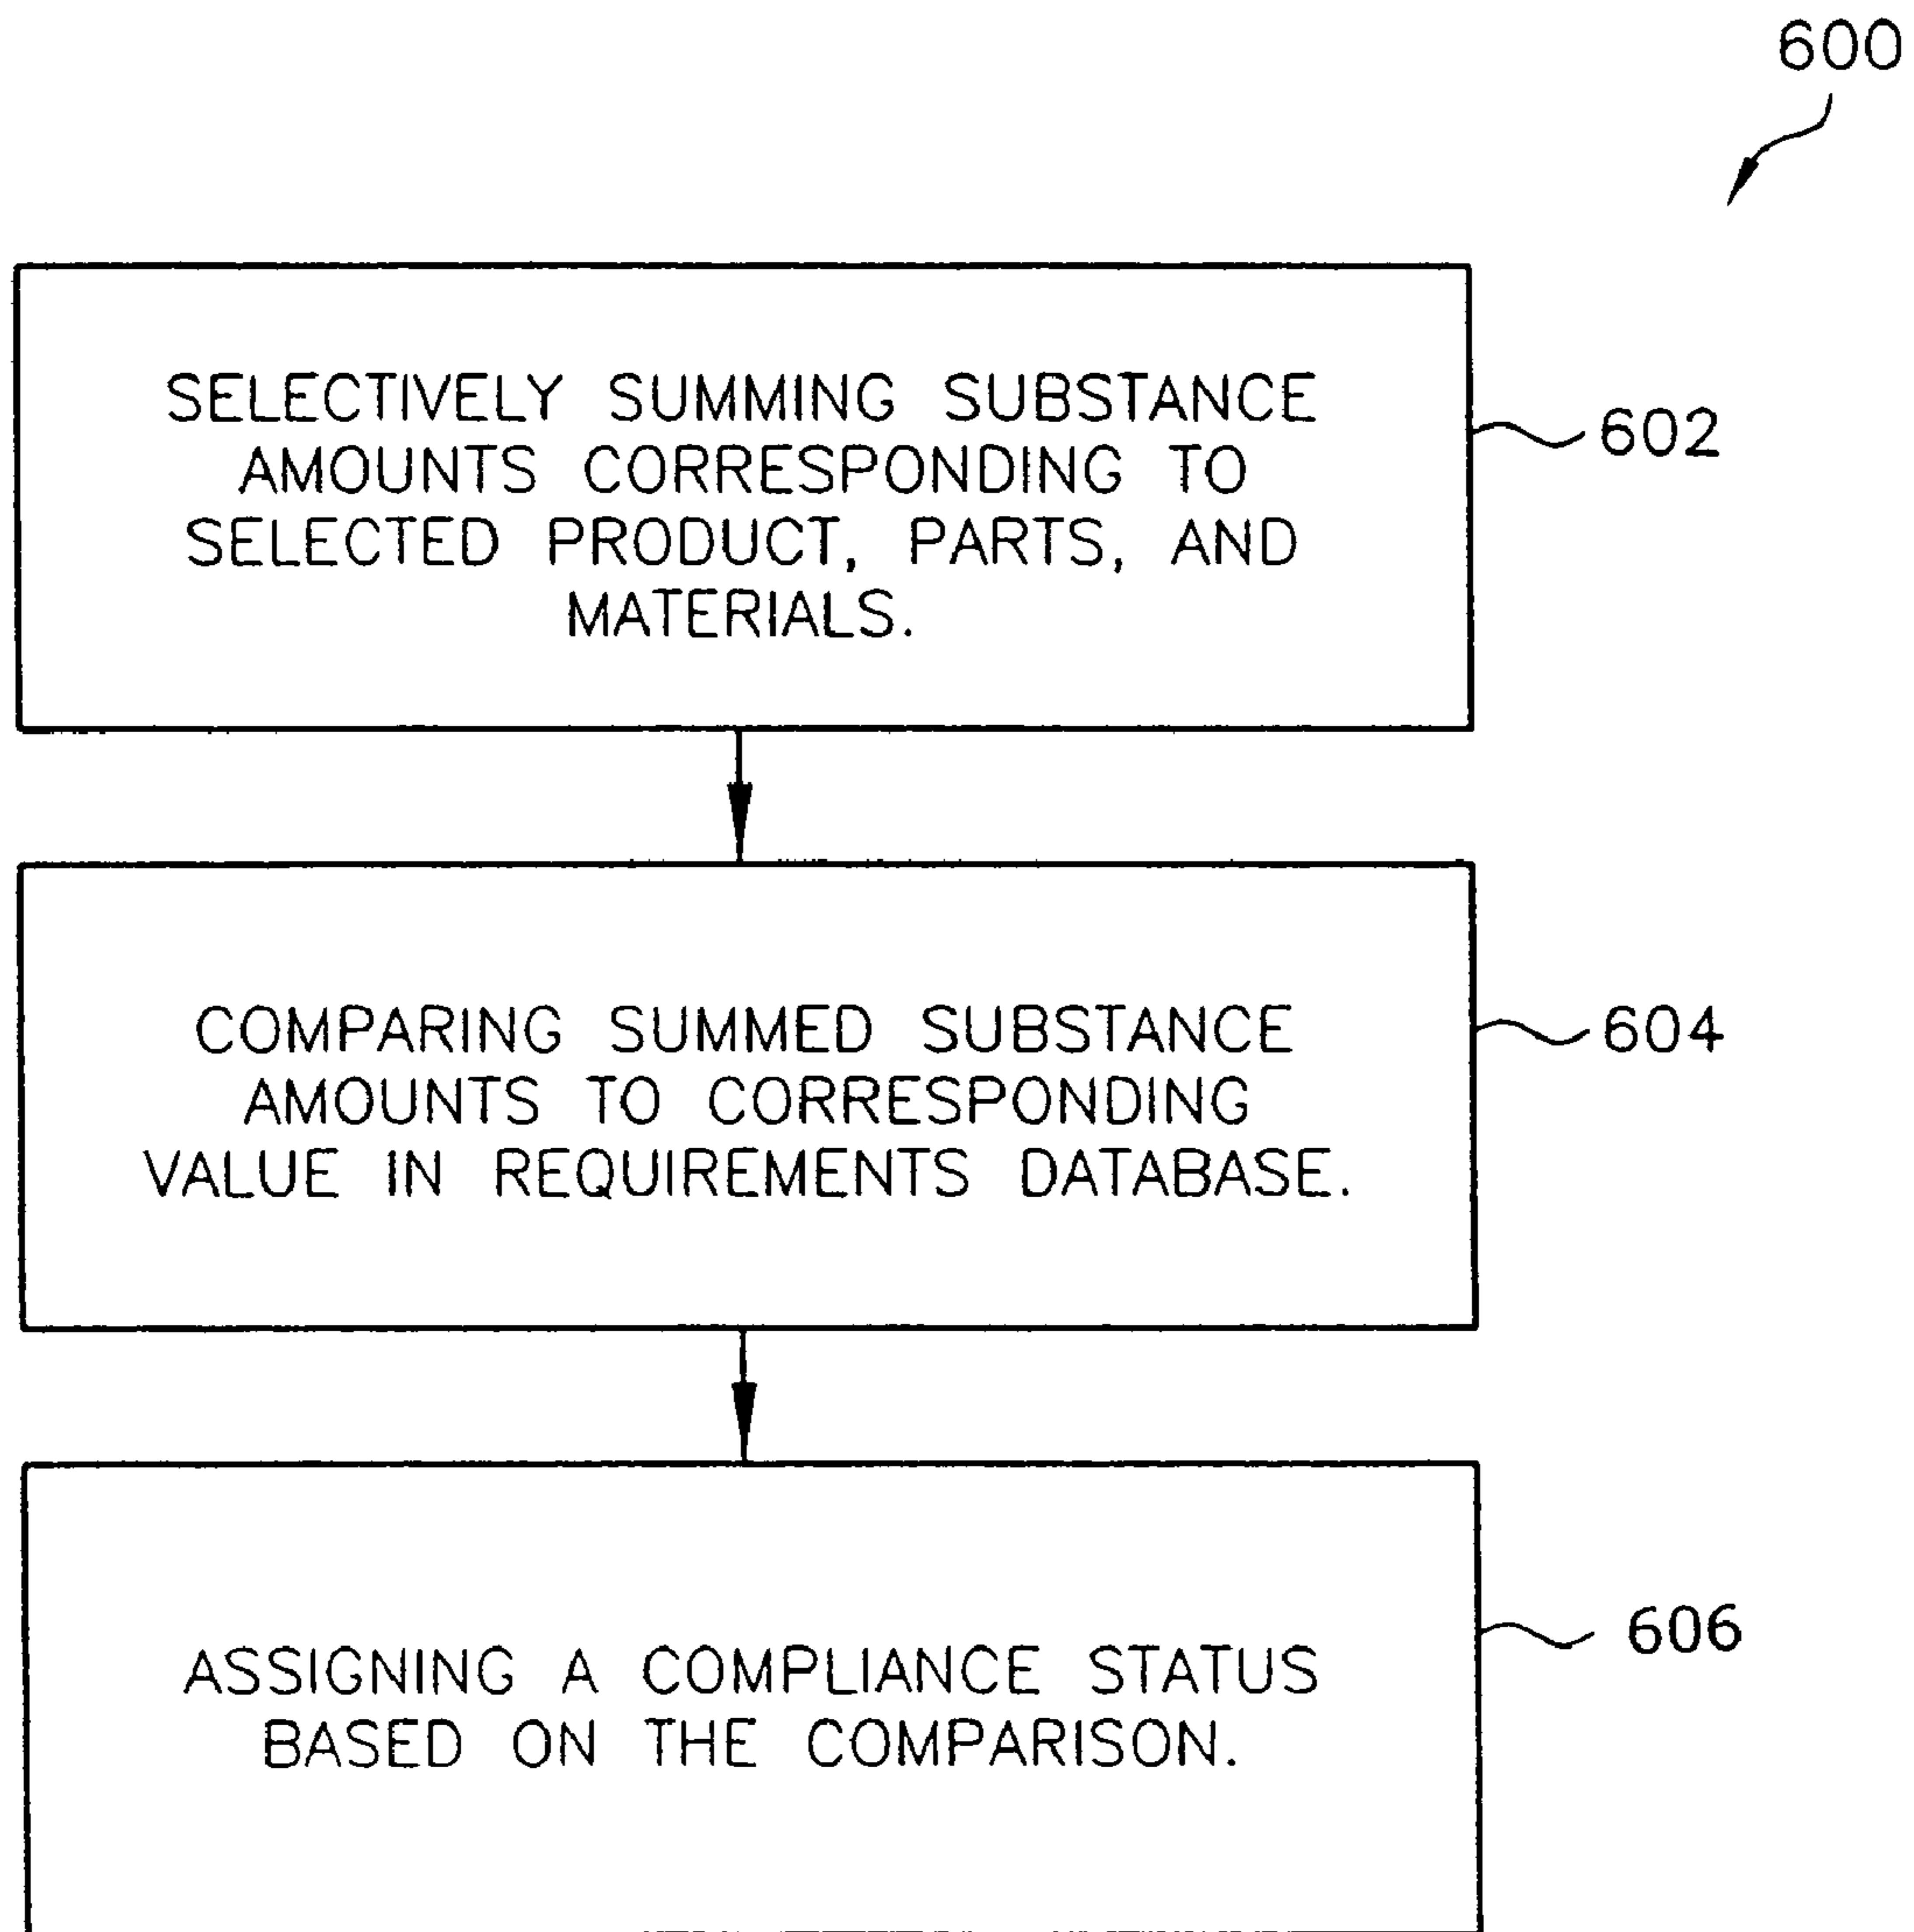 600
SELECTIVELY SUMMING SUBSTANCE
AMOUNTS CORRESPONDING TO
SELECTED PRODUCT, PARTS, AND
MATERIALS.
602
COMPARING SUMMED SUBSTANCE
AMOUNTS TO CORRESPONDING
VALUE IN REQUIREMENTS DATABASE.
604
ASSIGNING A COMPLIANCE STATUS
BASED ON THE COMPARISON.
606